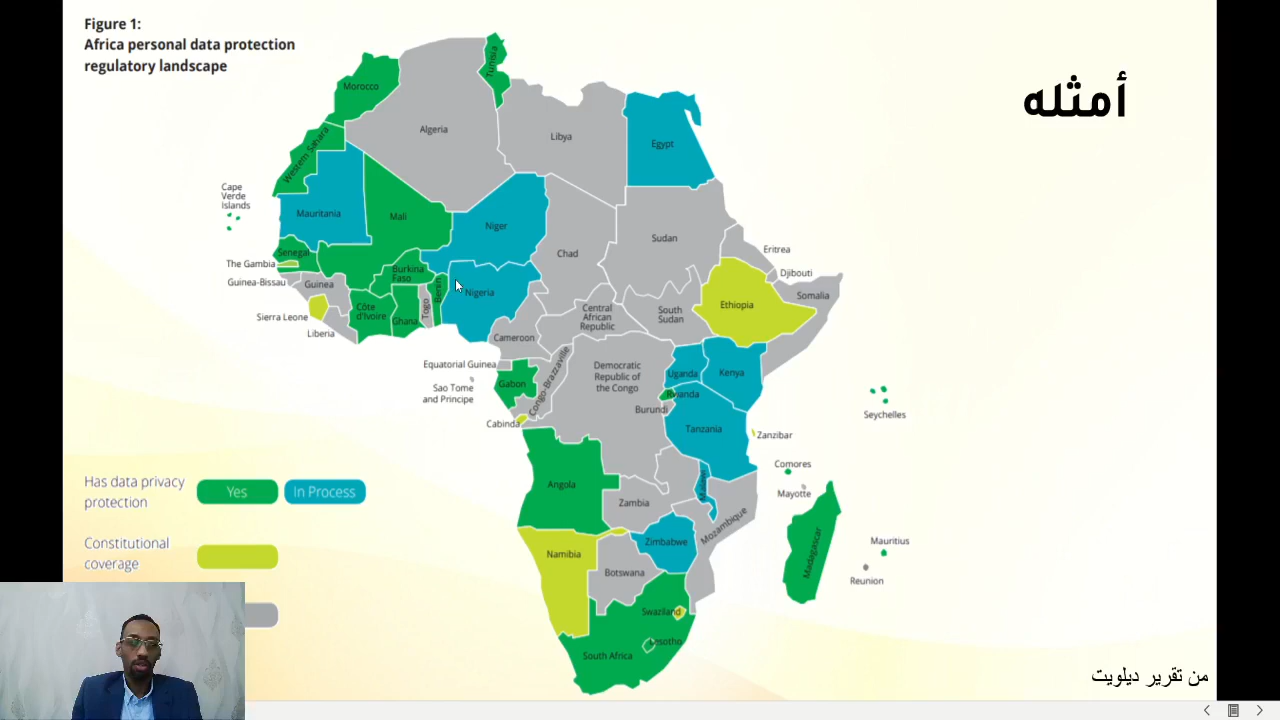 Figure 1:
Africa personal data protection
regulatory landscape
أمثله
Tunisia
Morocco
Algeria
Libya
Egypt
Western Sahara
Cape
Verde
Islands
Mauritania
Mali
Niger
Chad
Sudan
Eritrea
Senegal
The Gambia
Burkina
Faso
Djibouti
Guinea-Bissau
Guinea
Benin
Nigeria
Somalia
Ethiopia
Côte
d'Ivoire
Ghana
Togo
Central
African
Republic
South
Sudan
Sierra Leone
Liberia
Cameroon
Equatorial Guinea
Gabon
Congo-Brazzaville
Democratic
Republic of
the Congo
Uganda
Kenya
Sao Tome
and Principe
Rwanda
Burundi
Cabinda
Tanzania
Zanzibar
Seychelles
Comores
Mayotte
Angola
Malawi
Zambia
Mozambique
Madagascar
Mauritius
Reunion
Zimbabwe
Namibia
Botswana
Swaziland
Lesotho
South Africa
Has data privacy
protection
Yes
In Process
Constitutional
coverage
من تقرير ديلويت